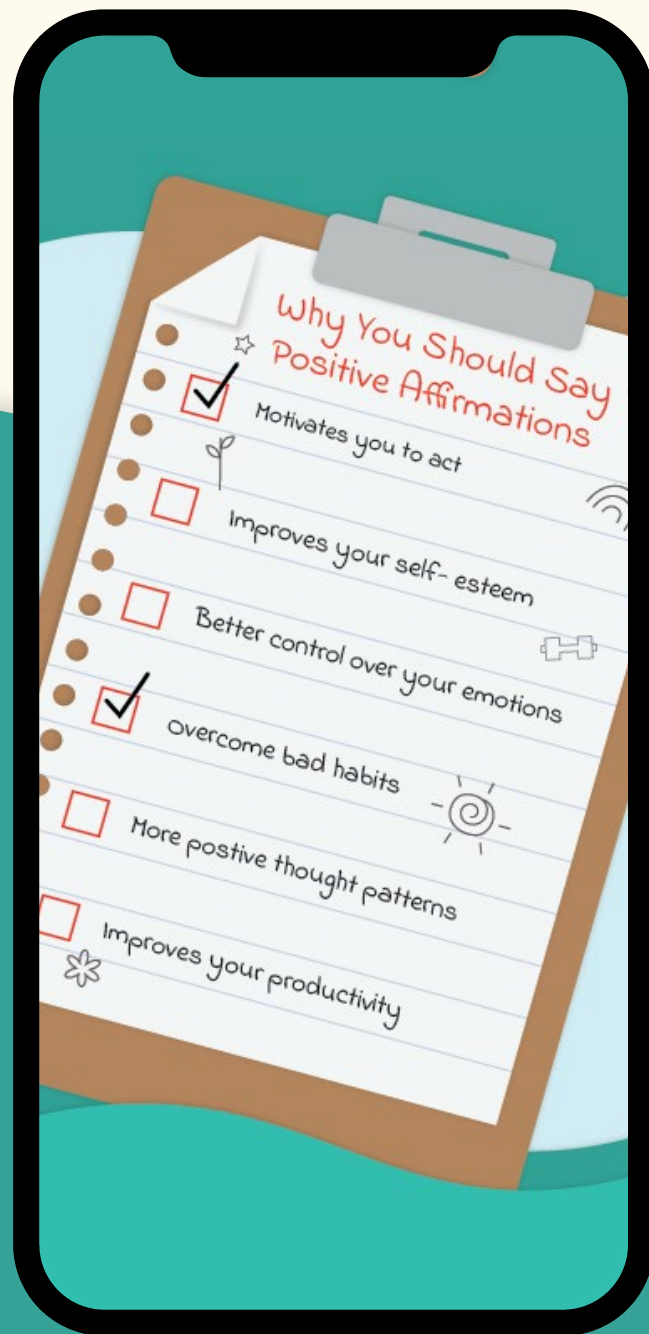 Why You Should Say
Positive Affirmations
Motivates you to act
Improves your self- esteem
Better control over your emotions
Overcome bad habits
More postive thought patterns
Improves your productivity